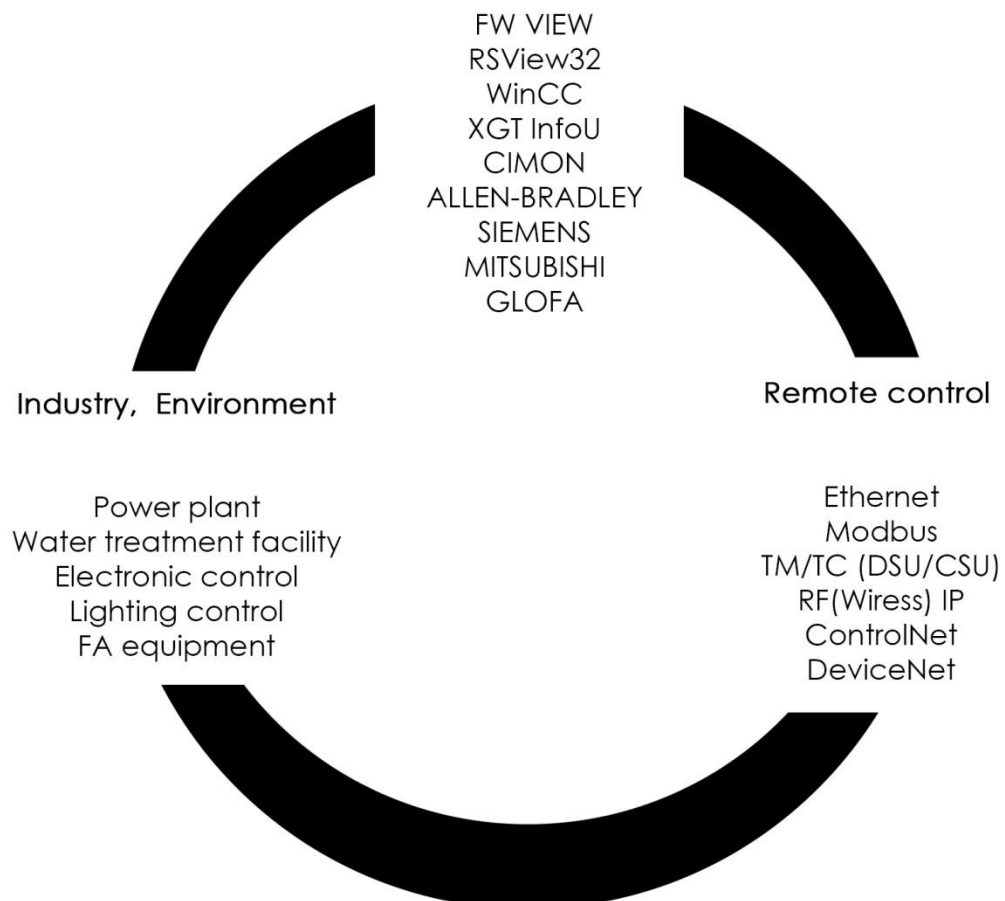 FW VIEW
RSView32
WinCC
XGT InfoU
CIMON
ALLEN-BRADLEY
SIEMENS
MITSUBISHI
GLOFA
Industry, Environment
Power plant
Water treatment facility
Electronic control
Lighting control
FA equipment
Remote control
Ethernet
Modbus
TM/TC (DSU/CSU)
RF(Wiress) IP
ControlNet
DeviceNet